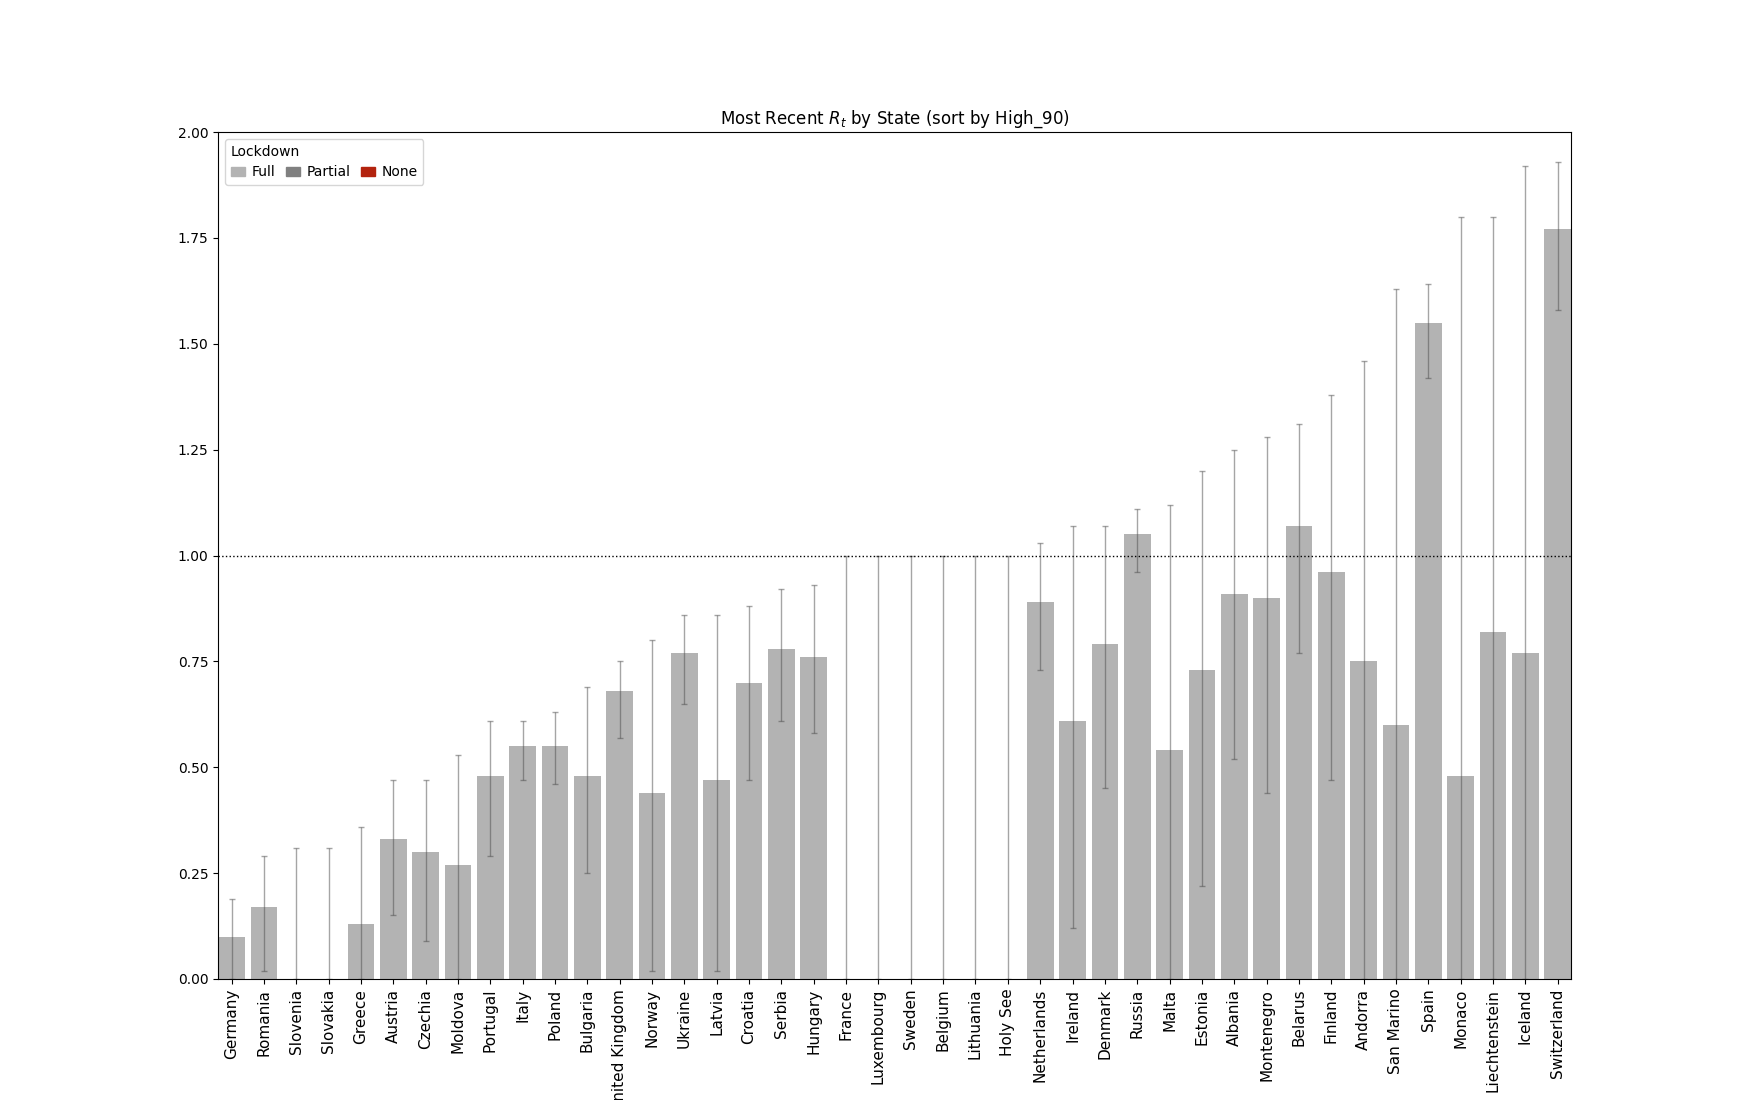 Most Recent R_t by State (sort by High_90)
Lockdown
Full Partial None
2.00
1.75
1.50
1.25
1.00
0.75
0.50
0.25
0.00
Germany
Romania
Slovenia
Slovakia
Greece
Austria
Czechia
Moldova
Portugal
Italy
Poland
Bulgaria
nited Kingdom
Norway
Ukraine
Latvia
Croatia
Serbia
Hungary
France
Luxembourg
Sweden
Belgium
Lithuania
Holy See
Netherlands
Ireland
Denmark
Russia
Malta
Estonia
Albania
Montenegro
Belarus
Finland
Andorra
San Marino
Spain
Monaco
Liechtenstein
Iceland
Switzerland